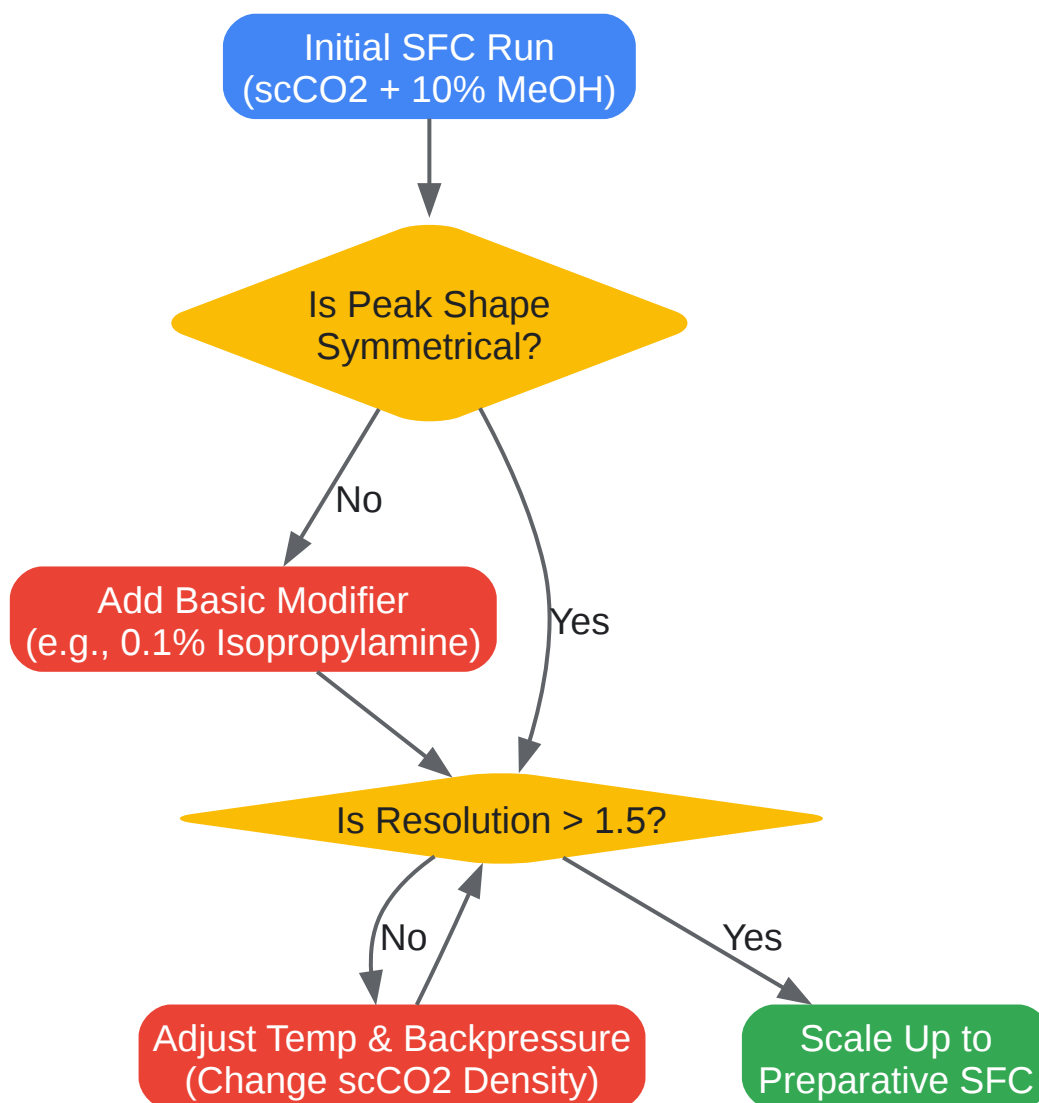 Initial SFC Run
(scCO2 + 10% MeOH)
Is Peak Shape
Symmetrical?
No
Add Basic Modifier
(e.g., 0.1% Isopropylamine)
Yes
Is Resolution > 1.5?
No
Yes
Adjust Temp & Backpressure
(Change scCO2 Density)
Scale Up to
Preparative SFC